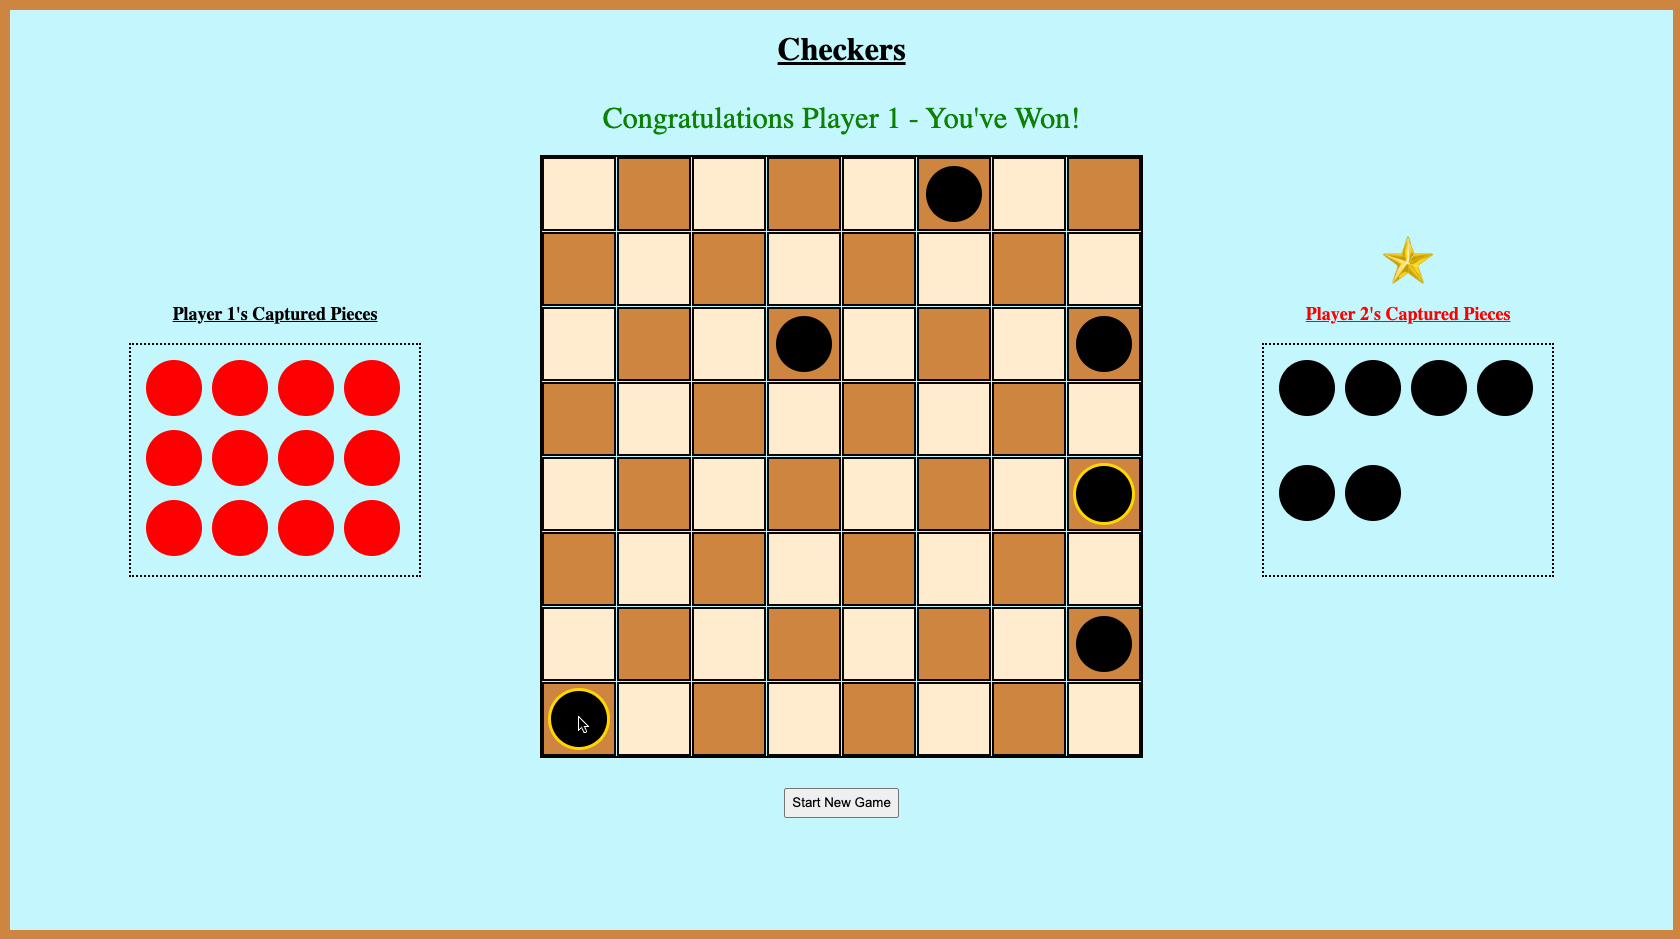 Checkers
Congratulations Player 1 - You've Won!
Player 1's Captured Pieces
Player 2's Captured Pieces
Start New Game